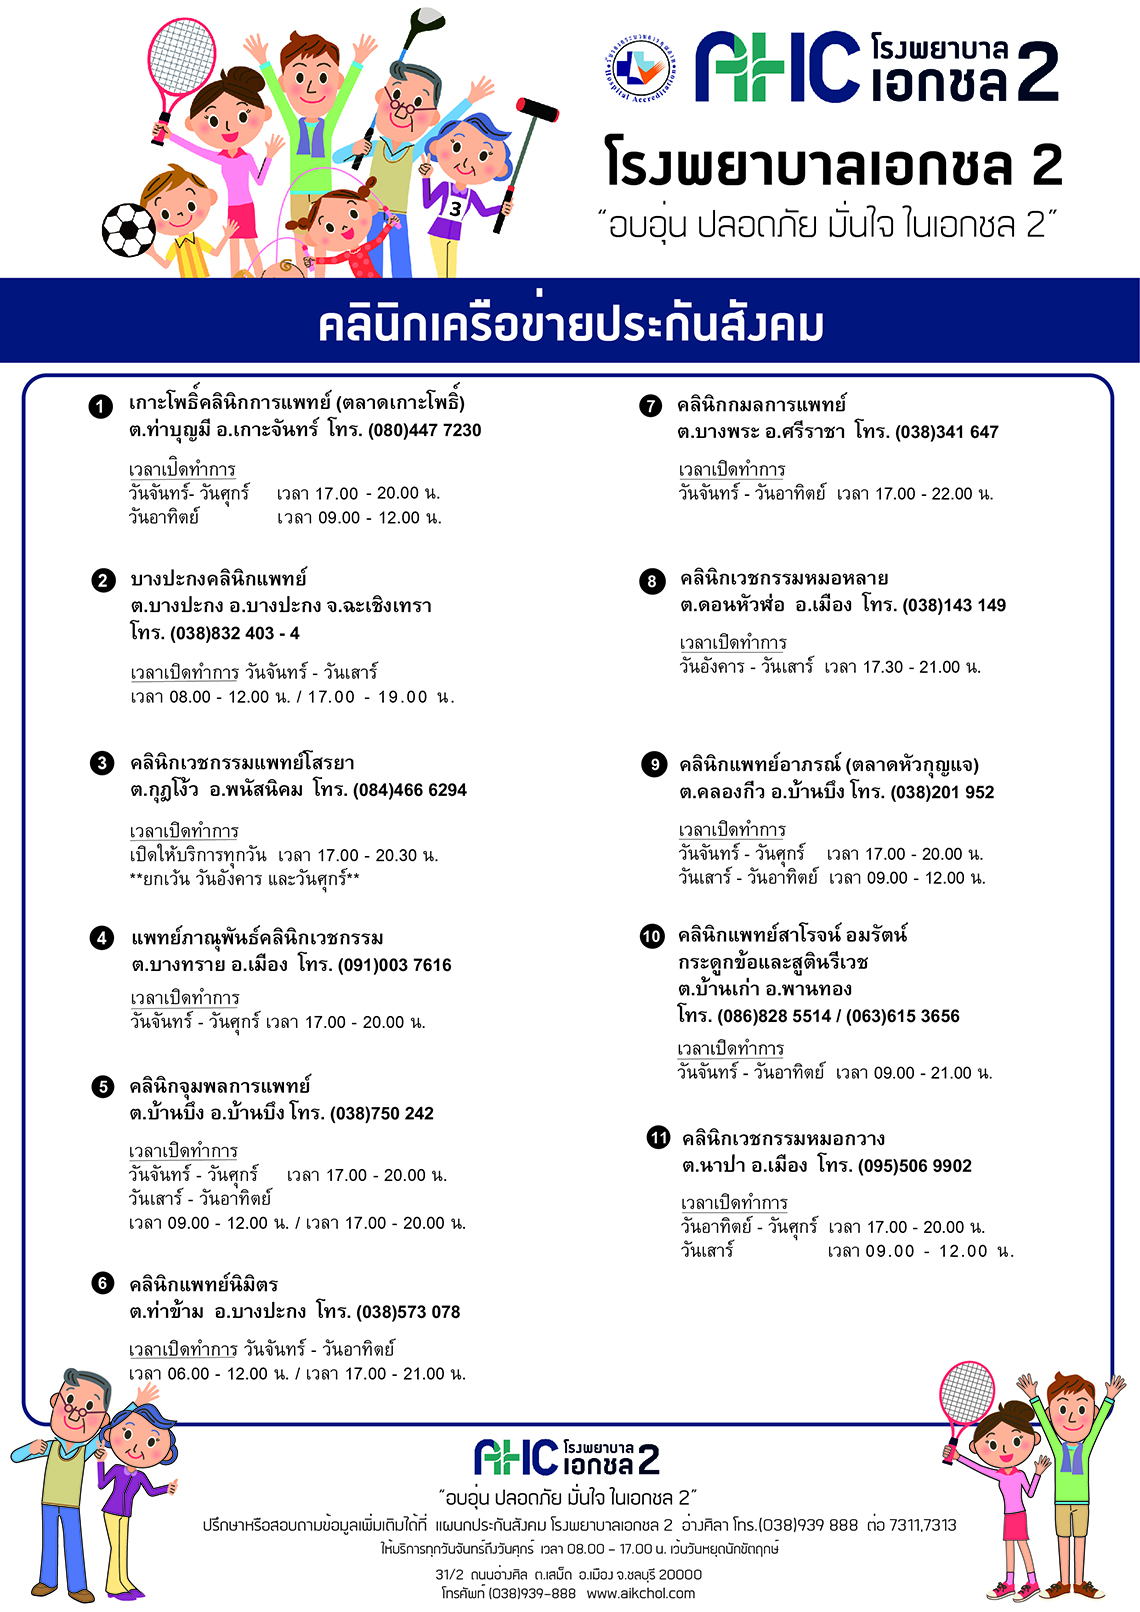 Hospital Accreditation
AHC โรงพยาบาล
เอกชล 2
โรงพยาบาลเอกชล 2
“อบอุ่น ปลอดภัย มั่นใจ ในเอกชล 2”
3
คลินิกเครือข่ายประกันสังคม
1 เกาะโพธิ์คลินิกการแพทย์ (ตลาดเกาะโพธิ์)
ต.ท่าบุญมี อ.เกาะจันทร์ โทร. (080)447 7230
เวลาเปิดทำการ
วันจันทร์- วันศุกร์ เวลา 17.00 - 20.00 น.
วันอาทิตย์ เวลา 09.00 - 12.00 น.
2 บางปะกงคลินิกแพทย์
ต.บางปะกง อ.บางปะกง จ.ฉะเชิงเทรา
โทร. (038)832 403 - 4
เวลาเปิดทำการ วันจันทร์ - วันเสาร์
เวลา 08.00 - 12.00 น. / 17.00 - 19.00 น.
3 คลินิกเวชกรรมแพทย์โสรยา
ต.กุฎโง้ว อ.พนัสนิคม โทร. (084)466 6294
เวลาเปิดทำการ
เปิดให้บริการทุกวัน เวลา 17.00 - 20.30 น.
**ยกเว้น วันอังคาร และวันศุกร์**
4 แพทย์ภาณุพันธ์คลินิกเวชกรรม
ต.บางทราย อ.เมือง โทร. (091)003 7616
เวลาเปิดทำการ
วันจันทร์ - วันศุกร์ เวลา 17.00 - 20.00 น.
5 คลินิกจุมพลการแพทย์
ต.บ้านบึง อ.บ้านบึง โทร. (038)750 242
เวลาเปิดทำการ
วันจันทร์ - วันศุกร์ เวลา 17.00 - 20.00 น.
วันเสาร์ - วันอาทิตย์
เวลา 09.00 - 12.00 น. / เวลา 17.00 - 20.00 น.
6 คลินิกแพทย์นิมิตร
ต.ท่าข้าม อ.บางปะกง โทร. (038)573 078
เวลาเปิดทำการ วันจันทร์ - วันอาทิตย์
เวลา 06.00 - 12.00 น. / เวลา 17.00 - 21.00 น.
7 คลินิกกมลการแพทย์
ต.บางพระ อ.ศรีราชา โทร. (038)341 647
เวลาเปิดทำการ
วันจันทร์ - วันอาทิตย์ เวลา 17.00 - 22.00 น.
8 คลินิกเวชกรรมหมอหลาย
ต.ดอนหัวฬ่อ อ.เมือง โทร. (038)143 149
เวลาเปิดทำการ
วันอังคาร - วันเสาร์ เวลา 17.30 - 21.00 น.
9 คลินิกแพทย์อาภรณ์ (ตลาดหัวกุญแจ)
ต.คลองกิ่ว อ.บ้านบึง โทร. (038)201 952
เวลาเปิดทำการ
วันจันทร์ - วันศุกร์ เวลา 17.00 - 20.00 น.
วันเสาร์ - วันอาทิตย์ เวลา 09.00 - 12.00 น.
10 คลินิกแพทย์สาโรจน์ อมรัตน์
กระดูกข้อและสูตินรีเวช
ต.บ้านเก่า อ.พานทอง
โทร. (086)828 5514 / (063)615 3656
เวลาเปิดทำการ
วันจันทร์ - วันอาทิตย์ เวลา 09.00 - 21.00 น.
11 คลินิกเวชกรรมหมอกวาง
ต.นาป่า อ.เมือง โทร. (095)506 9902
เวลาเปิดทำการ
วันอาทิตย์ - วันศุกร์ เวลา 17.00 - 20.00 น.
วันเสาร์ เวลา 09.00 - 12.00 น.
AHC โรงพยาบาล
เอกชล 2
“อบอุ่น ปลอดภัย มั่นใจ ในเอกชล 2”
ปรึกษาหรือสอบถามข้อมูลเพิ่มเติมได้ที่ แผนกประกันสังคม โรงพยาบาลเอกชล 2 อ่างศิลา โทร.(038)939 888 ต่อ 7311,7313
ให้บริการทุกวันจันทร์ถึงวันศุกร์ เวลา 08.00 - 17.00 น. เว้นวันหยุดนักขัตฤกษ์
31/2 ถนนอ่างศิล ต.เสม็ด อ.เมือง จ.ชลบุรี 20000
โทรศัพท์ (038)939-888 www.aikchol.com